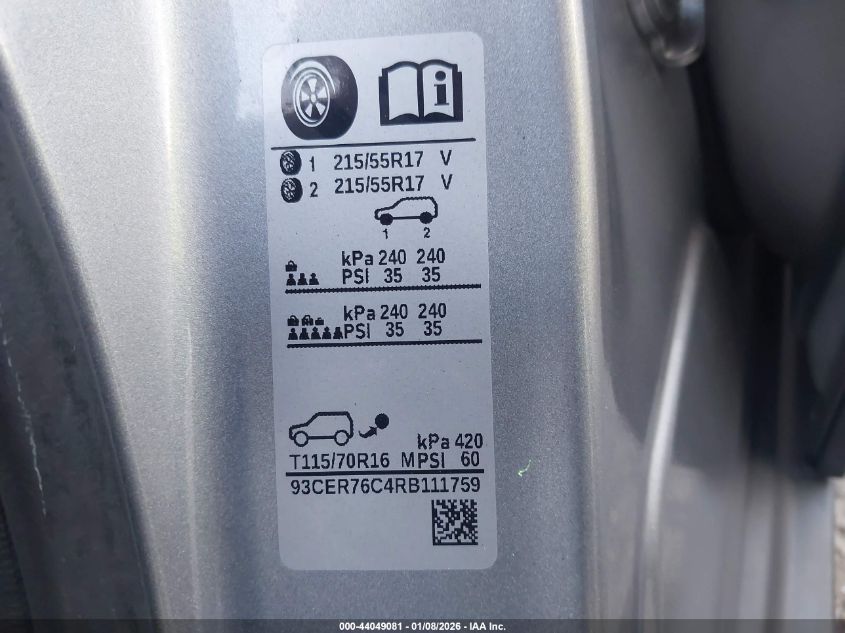 1 215/55R17 V
2 215/55R17 V
1 2
kPa 240 240
PSI 35 35
kPa 240 240
PSI 35 35
kPa 420
T115/70R16 M PSI 60
93CER76C4RB111759
000-44049081 - 01/08/2026 - IAA Inc.